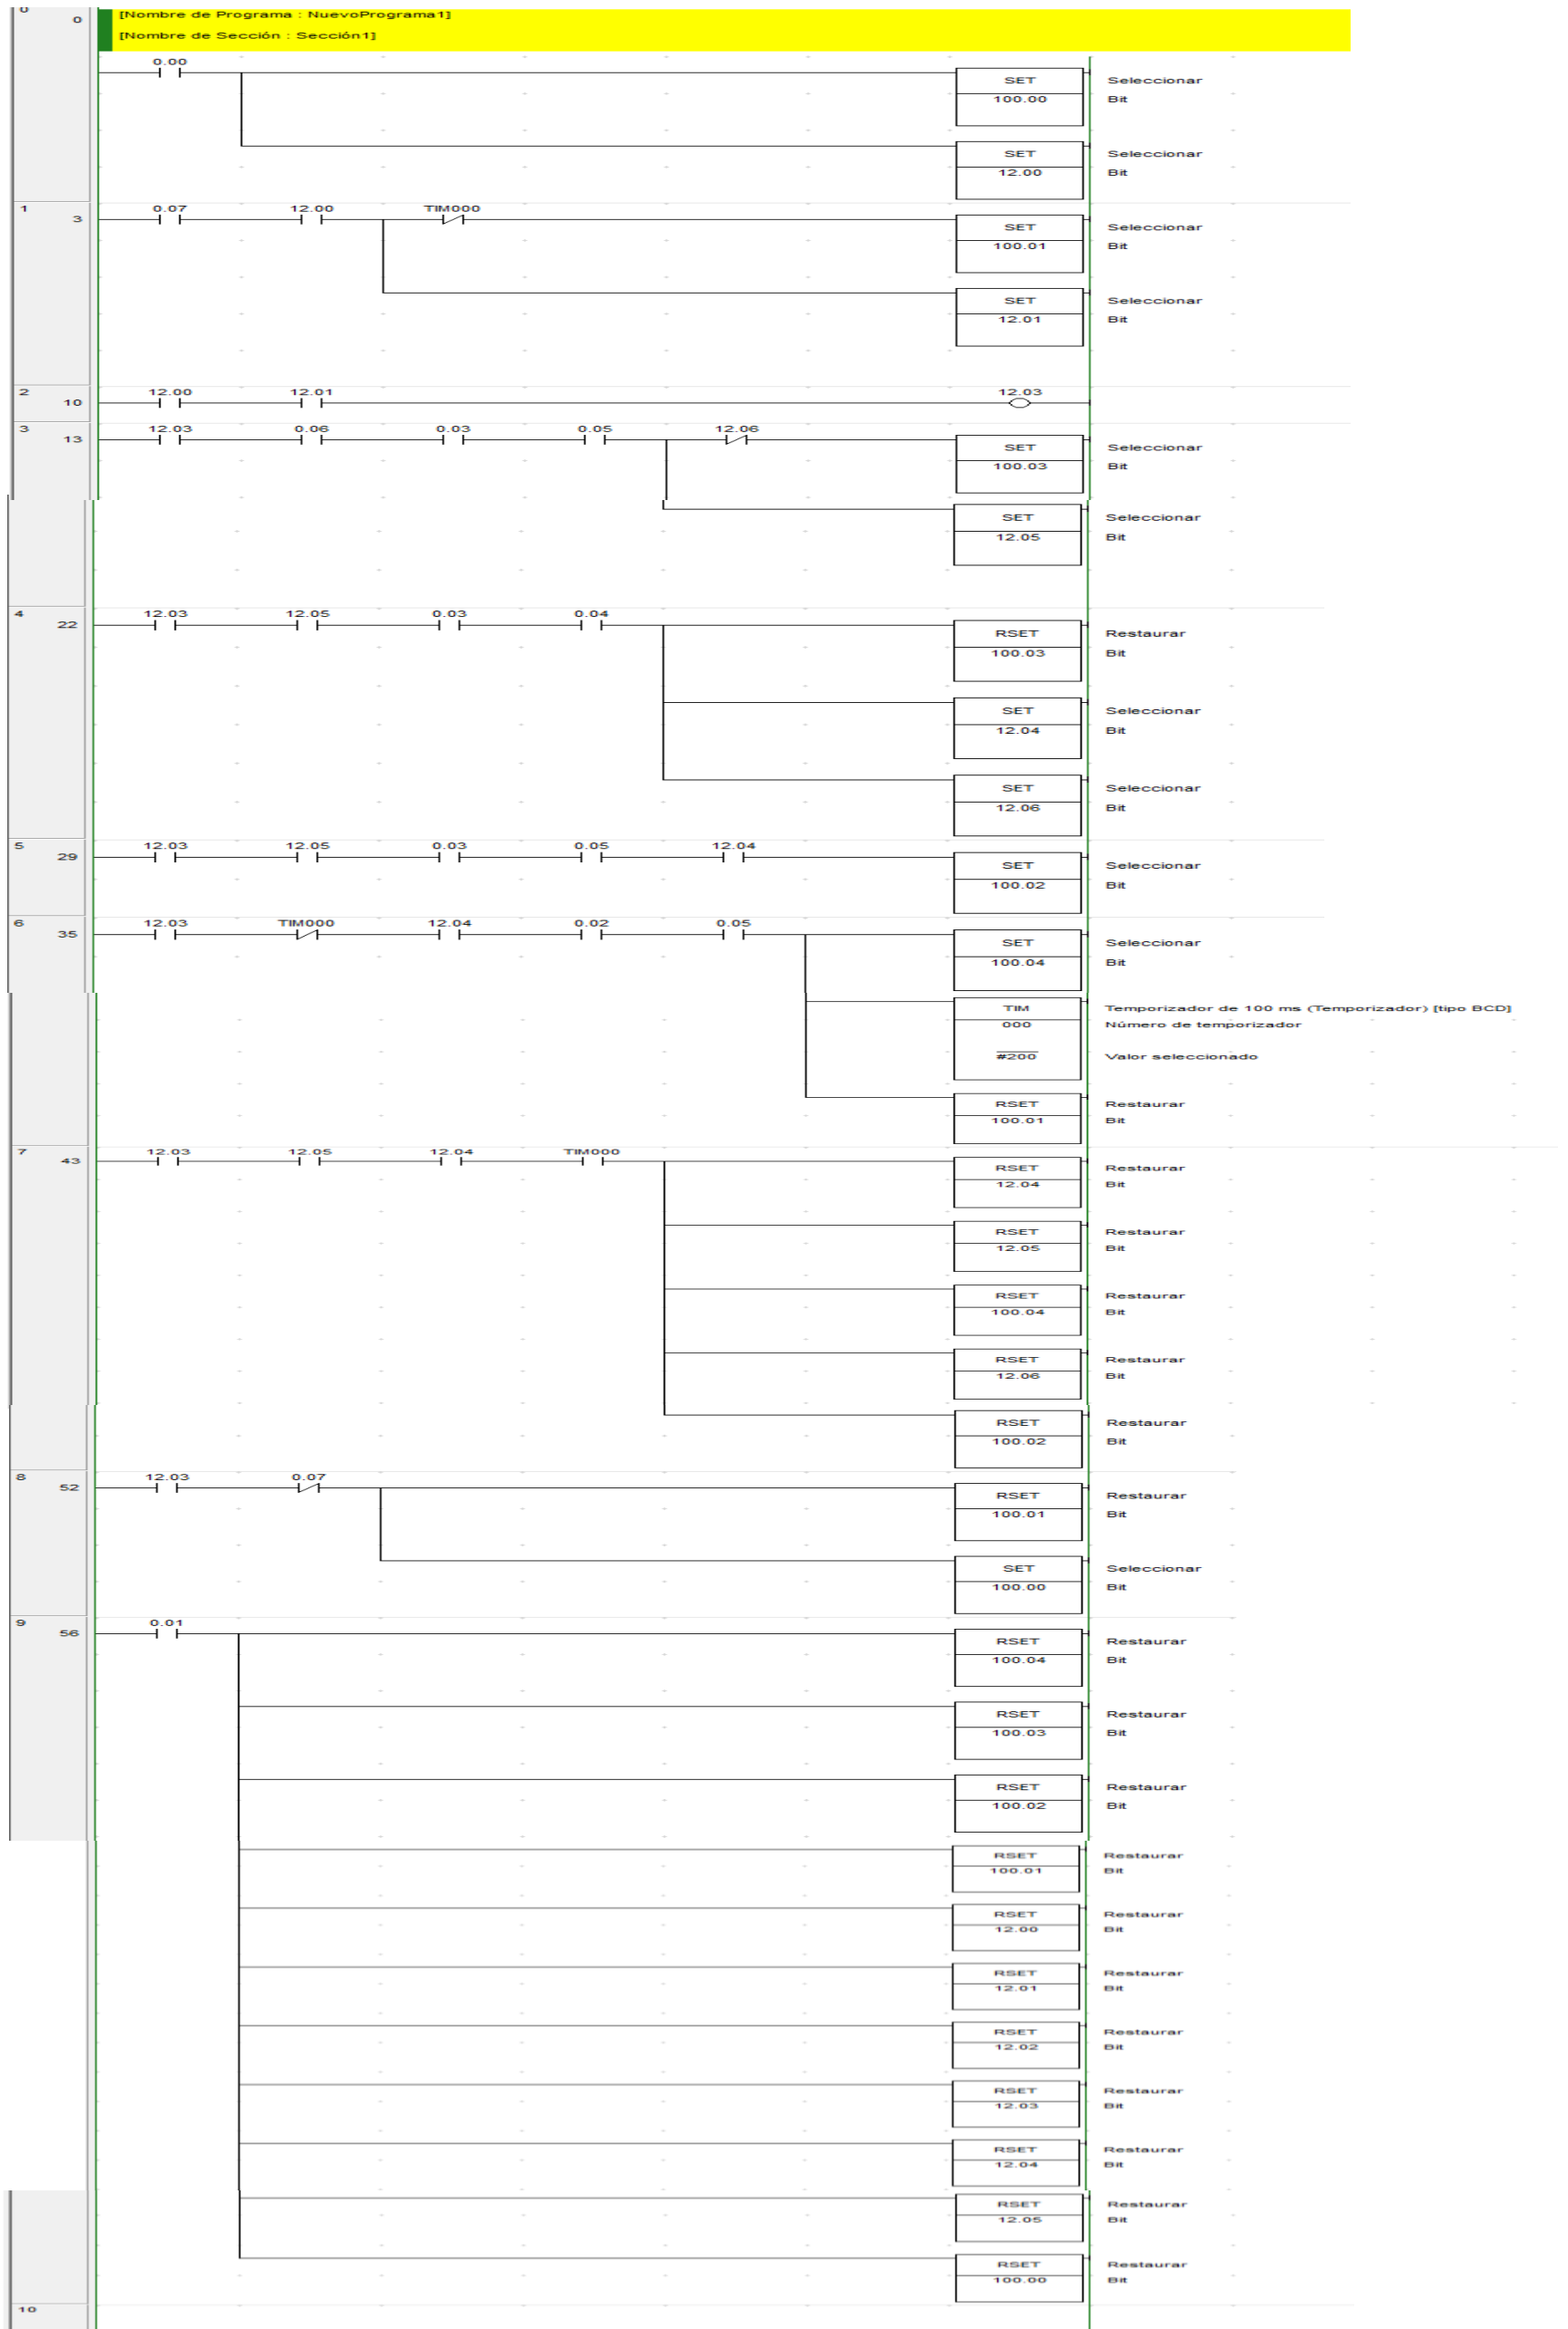 0
0
[Nombre de Programa : NuevoPrograma1]
[Nombre de Sección : Sección1]
0.00
SET Seleccionar
100.00 Bit
SET Seleccionar
12.00 Bit
1
3
0.07 12.00 TIM000
SET Seleccionar
100.01 Bit
SET Seleccionar
12.01 Bit
2
10
12.00 12.01 12.03
3
13
12.03 0.06 0.03 0.05 12.06
SET Seleccionar
100.03 Bit
SET Seleccionar
12.05 Bit
4
22
12.03 12.05 0.03 0.04
RSET Restaurar
100.03 Bit
SET Seleccionar
12.04 Bit
SET Seleccionar
12.06 Bit
5
29
12.03 12.05 0.03 0.05 12.04
SET Seleccionar
100.02 Bit
6
35
12.03 TIM000 12.04 0.02 0.05
SET Seleccionar
100.04 Bit
TIM Temporizador de 100 ms (Temporizador) [tipo BCD]
000 Número de temporizador
#200 Valor seleccionado
RSET Restaurar
100.01 Bit
7
43
12.03 12.05 12.04 TIM000
RSET Restaurar
12.04 Bit
RSET Restaurar
12.05 Bit
RSET Restaurar
100.04 Bit
RSET Restaurar
12.06 Bit
RSET Restaurar
100.02 Bit
8
52
12.03 0.07
RSET Restaurar
100.01 Bit
SET Seleccionar
100.00 Bit
9
56
0.01
RSET Restaurar
100.04 Bit
RSET Restaurar
100.03 Bit
RSET Restaurar
100.02 Bit
RSET Restaurar
100.01 Bit
RSET Restaurar
12.00 Bit
RSET Restaurar
12.01 Bit
RSET Restaurar
12.02 Bit
RSET Restaurar
12.03 Bit
RSET Restaurar
12.04 Bit
RSET Restaurar
12.05 Bit
RSET Restaurar
100.00 Bit
10